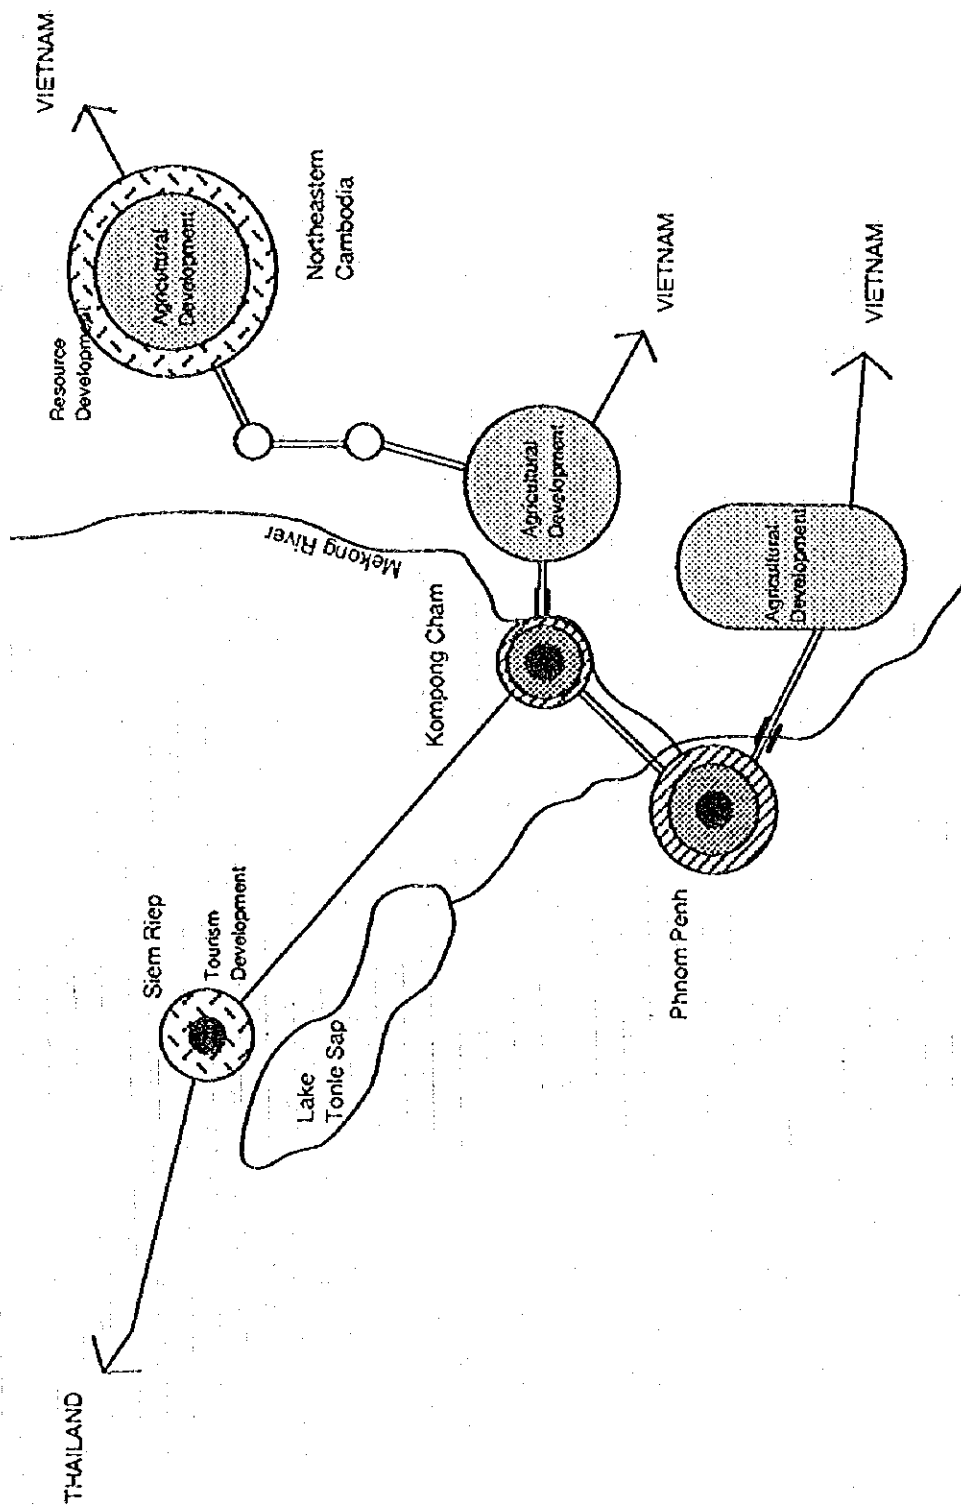 THAILAND
Siem Riep
Tourism
Development
Lake
Tonle Sap
Kompong Cham
Mekong River
Phnom Penh
Resource
Development
Agricultural
Development
Northeastern
Cambodia
VIETNAM
Agricultural
Development
VIETNAM
Agricultural
Development
VIETNAM